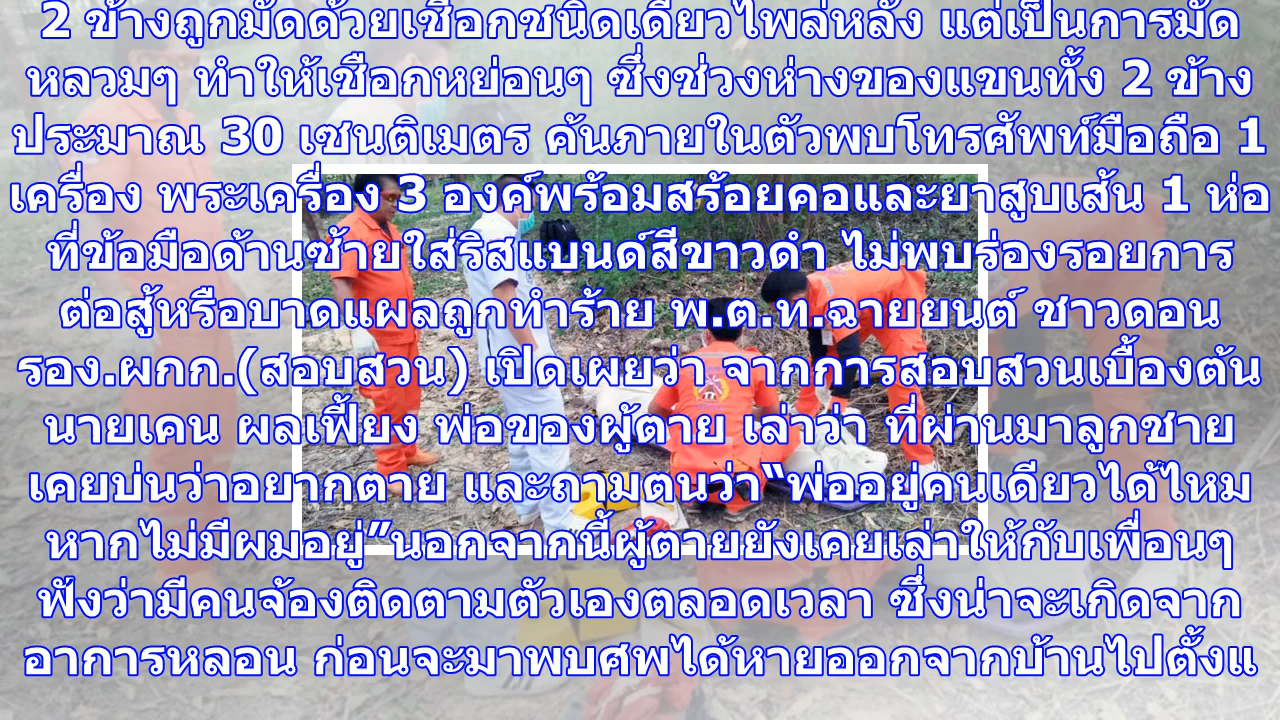 2 ข้างถูกมัดด้วยเชือกชนิดเดียวไพล่หลัง แต่เป็นการมัด
หลวมๆ ทำให้เชือกหย่อนๆ ซึ่งช่วงห่างของแขนทั้ง 2 ข้าง
ประมาณ 30 เซนติเมตร ค้นภายในตัวพบโทรศัพท์มือถือ 1
เครื่อง พระเครื่อง 3 องค์พร้อมสร้อยคอและยาสูบเส้น 1 ห่อ
ที่ข้อมือด้านซ้ายใส่ริสแบนด์สีขาวดำ ไม่พบร่องรอยการ
ต่อสู้หรือบาดแผลถูกทำร้าย พ.ต.ท.ฉายยนต์ ชาวดอน
รอง.ผกก.(สอบสวน) เปิดเผยว่า จากการสอบสวนเบื้องต้น
นายเคน ผลเฟี้ยง พ่อของผู้ตาย เล่าว่า ที่ผ่านมาลูกชาย
เคยบ่นว่าอยากตาย และถามตนว่า“พ่ออยู่คนเดียวได้ไหม
หากไม่มีผมอยู่”นอกจากนี้ผู้ตายยังเคยเล่าให้กับเพื่อนๆ
ฟังว่ามีคนจ้องติดตามตัวเองตลอดเวลา ซึ่งน่าจะเกิดจาก
อาการหลอน ก่อนจะมาพบศพได้หายออกจากบ้านไปตั้งแ